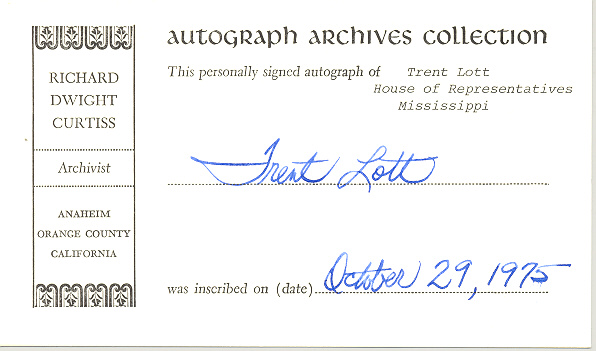 AUTOGRAPH ARCHIVES COLLECTION
RICHARD
DWIGHT
CURTISS
Archivist
ANAHEIM
ORANGE COUNTY
CALIFORNIA
This personally signed autograph of Trent Lott
House of Representatives
Mississippi
Trent Lott
was inscribed on (date) October 29, 1975